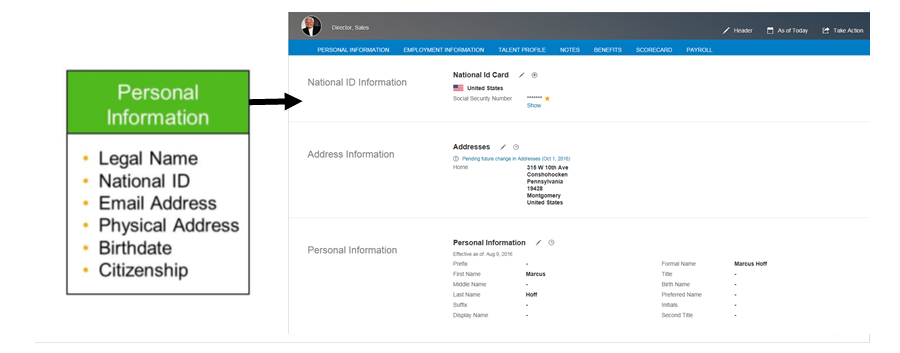 Personal
Information
• Legal Name
• National ID
• Email Address
• Physical Address
• Birthdate
• Citizenship
Director, Sales
Header
As of Today
Take Action
PERSONAL INFORMATION EMPLOYMENT INFORMATION TALENT PROFILE NOTES BENEFITS SCORECARD PAYROLL
National ID Information
National Id Card
United States
Social Security Number ******* 
Show
Address Information
Addresses
Pending future change in Addresses (Oct 1, 2016)
Home 315 W 10th Ave
Conshohocken
Pennsylvania
19428
Montgomery
United States
Personal Information
Personal Information
Effective as of: Aug 9, 2016
Prefix -
First Name Marcus
Middle Name -
Last Name Hoff
Suffix -
Display Name -
Formal Name Marcus Hoff
Title -
Birth Name -
Preferred Name -
Initials -
Second Title -